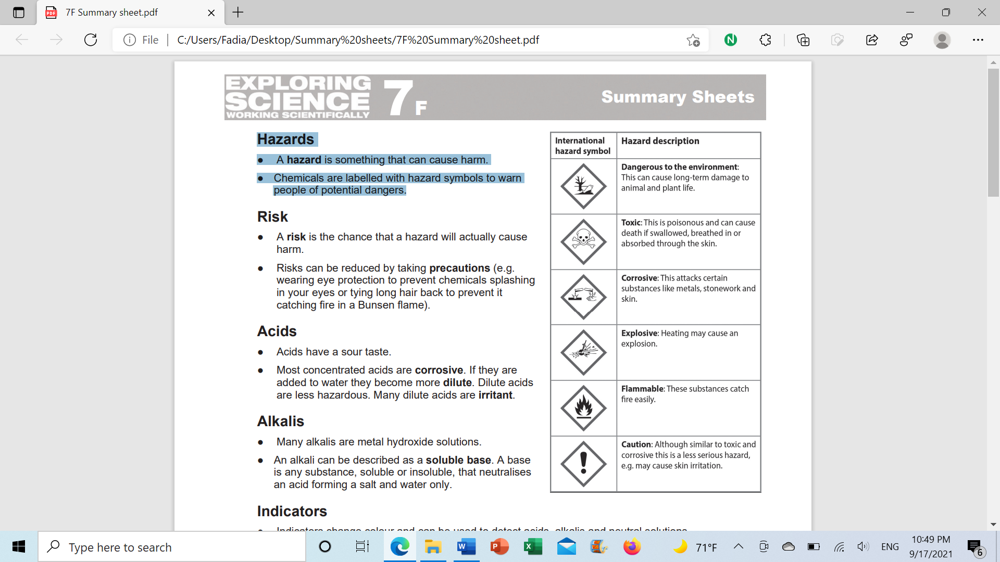 7F Summary sheet.pdf
File
C:/Users/Fadia/Desktop/Summary%20sheets/7F%20Summary%20sheet.pdf
EXPLORING
SCIENCE
WORKING SCIENTIFICALLY
7F
Summary Sheets
Hazards
● A hazard is something that can cause harm.
● Chemicals are labelled with hazard symbols to warn
people of potential dangers.
Risk
● A risk is the chance that a hazard will actually cause
harm.
● Risks can be reduced by taking precautions (e.g.
wearing eye protection to prevent chemicals splashing
in your eyes or tying long hair back to prevent it
catching fire in a Bunsen flame).
Acids
● Acids have a sour taste.
● Most concentrated acids are corrosive. If they are
added to water they become more dilute. Dilute acids
are less hazardous. Many dilute acids are irritant.
Alkalis
● Many alkalis are metal hydroxide solutions.
● An alkali can be described as a soluble base. A base
is any substance, soluble or insoluble, that neutralises
an acid forming a salt and water only.
Indicators
● Indicators change colour and can be used to detect acids, alkalis and neutral solutions.
International
hazard symbol
Hazard description
Dangerous to the environment:
This can cause long-term damage to
animal and plant life.
Toxic: This is poisonous and can cause
death if swallowed, breathed in or
absorbed through the skin.
Corrosive: This attacks certain
substances like metals, stonework and
skin.
Explosive: Heating may cause an
explosion.
Flammable: These substances catch
fire easily.
Caution: Although similar to toxic and
corrosive this is a less serious hazard,
e.g. may cause skin irritation.
Type here to search
71°F
ENG
10:49 PM
9/17/2021
6